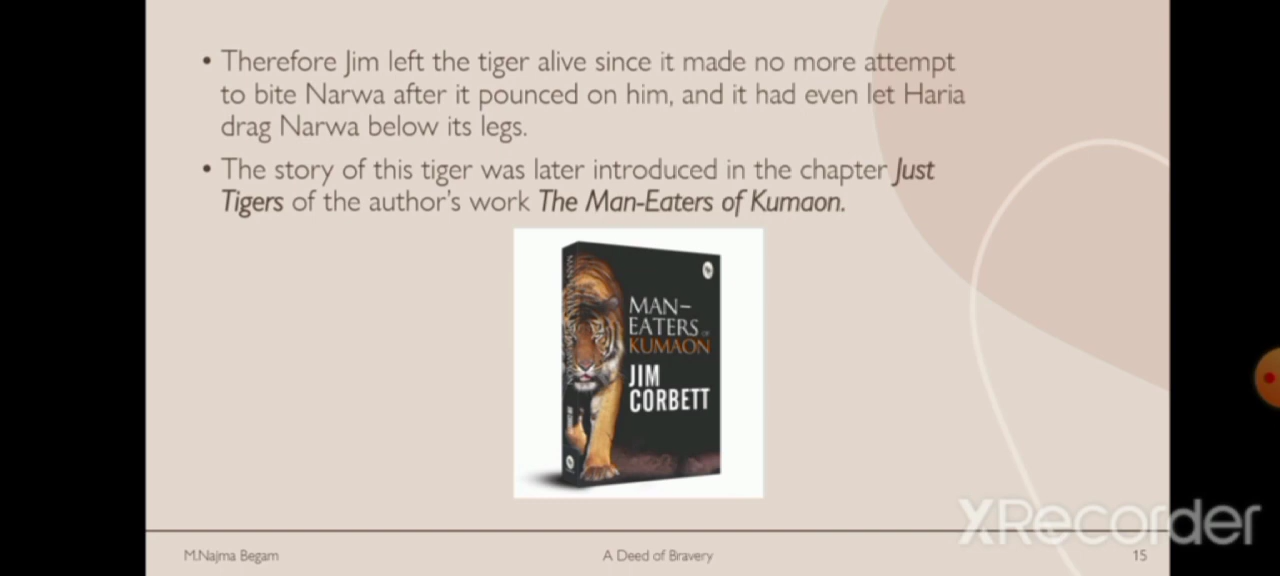 • Therefore Jim left the tiger alive since it made no more attempt
to bite Narwa after it pounced on him, and it had even let Haria
drag Narwa below its legs.
• The story of this tiger was later introduced in the chapter Just
Tigers of the author's work The Man-Eaters of Kumaon.
MAN-
EATERS OF
KUMAON
JIM
CORBETT
XRecorder
M.Najma Begam
A Deed of Bravery
15